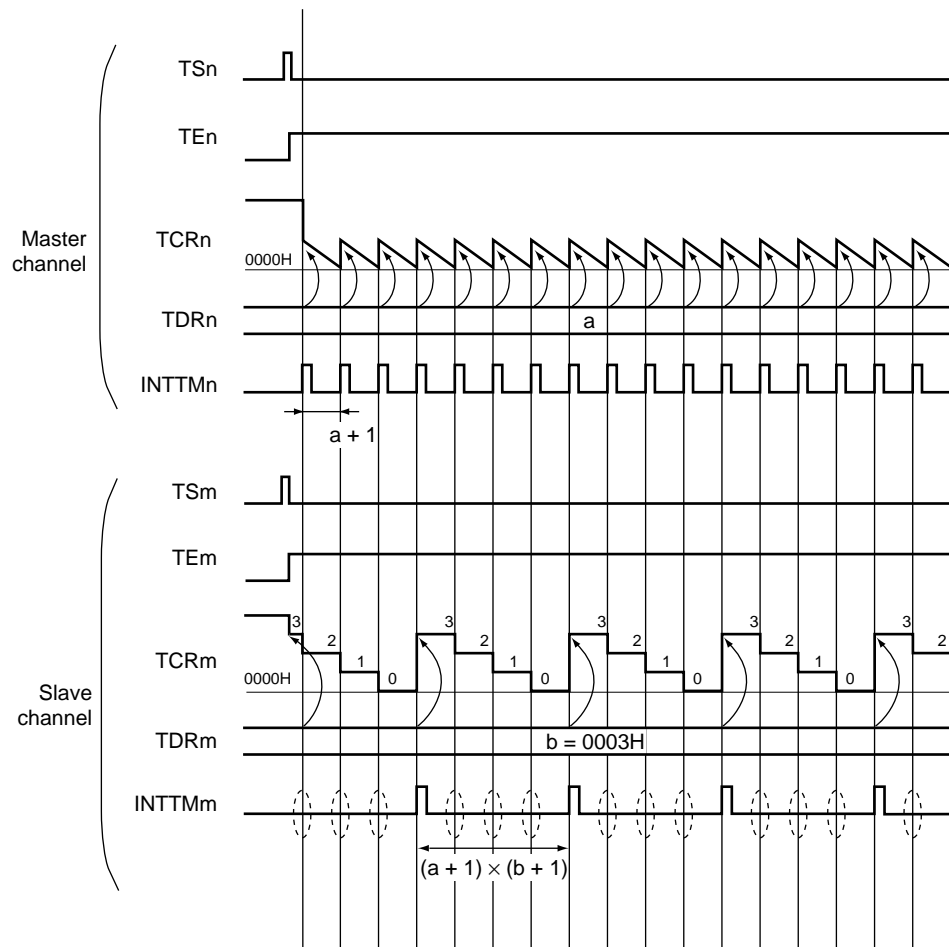 TSn
TEn
Master
channel
TCRn
0000H
TDRn
a
INTTMn
a + 1
TSm
TEm
3 2 1 0 3 2 1 0 3 2 1 0 3 2 1 0 3 2
TCRm
0000H
Slave
channel
TDRm
b = 0003H
INTTMm
(a + 1) × (b + 1)